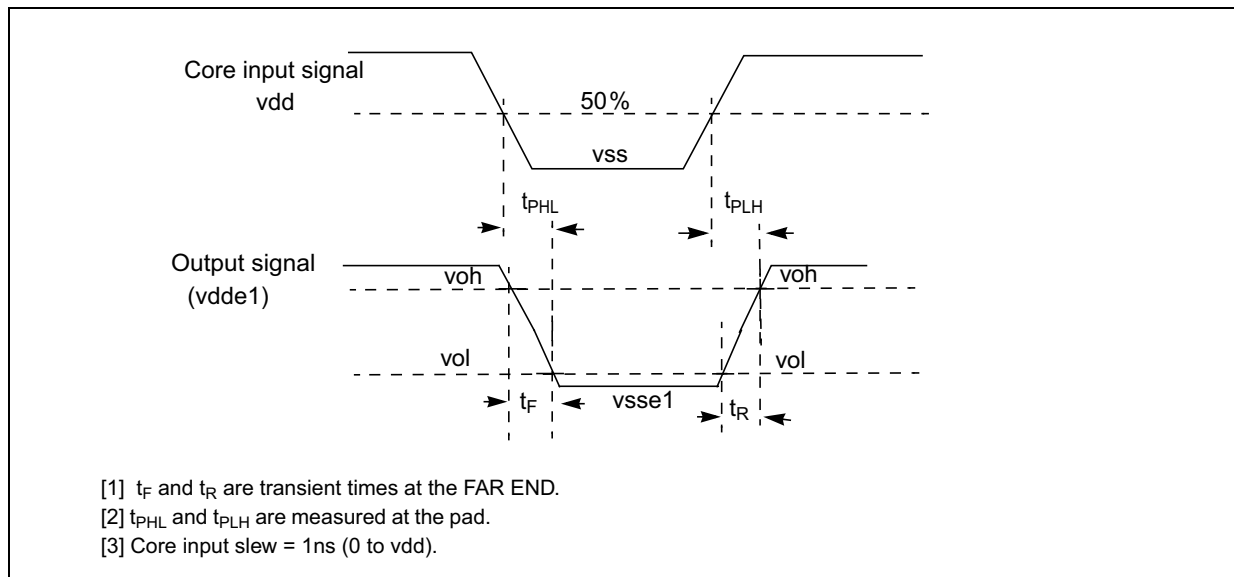 Core input signal
vdd
50%
vss
tPHL
tPLH
Output signal
(vdde1)
voh
voh
vol
vol
tF
vsse1
tR
[1] tF and tR are transient times at the FAR END.
[2] tPHL and tPLH are measured at the pad.
[3] Core input slew = 1ns (0 to vdd).